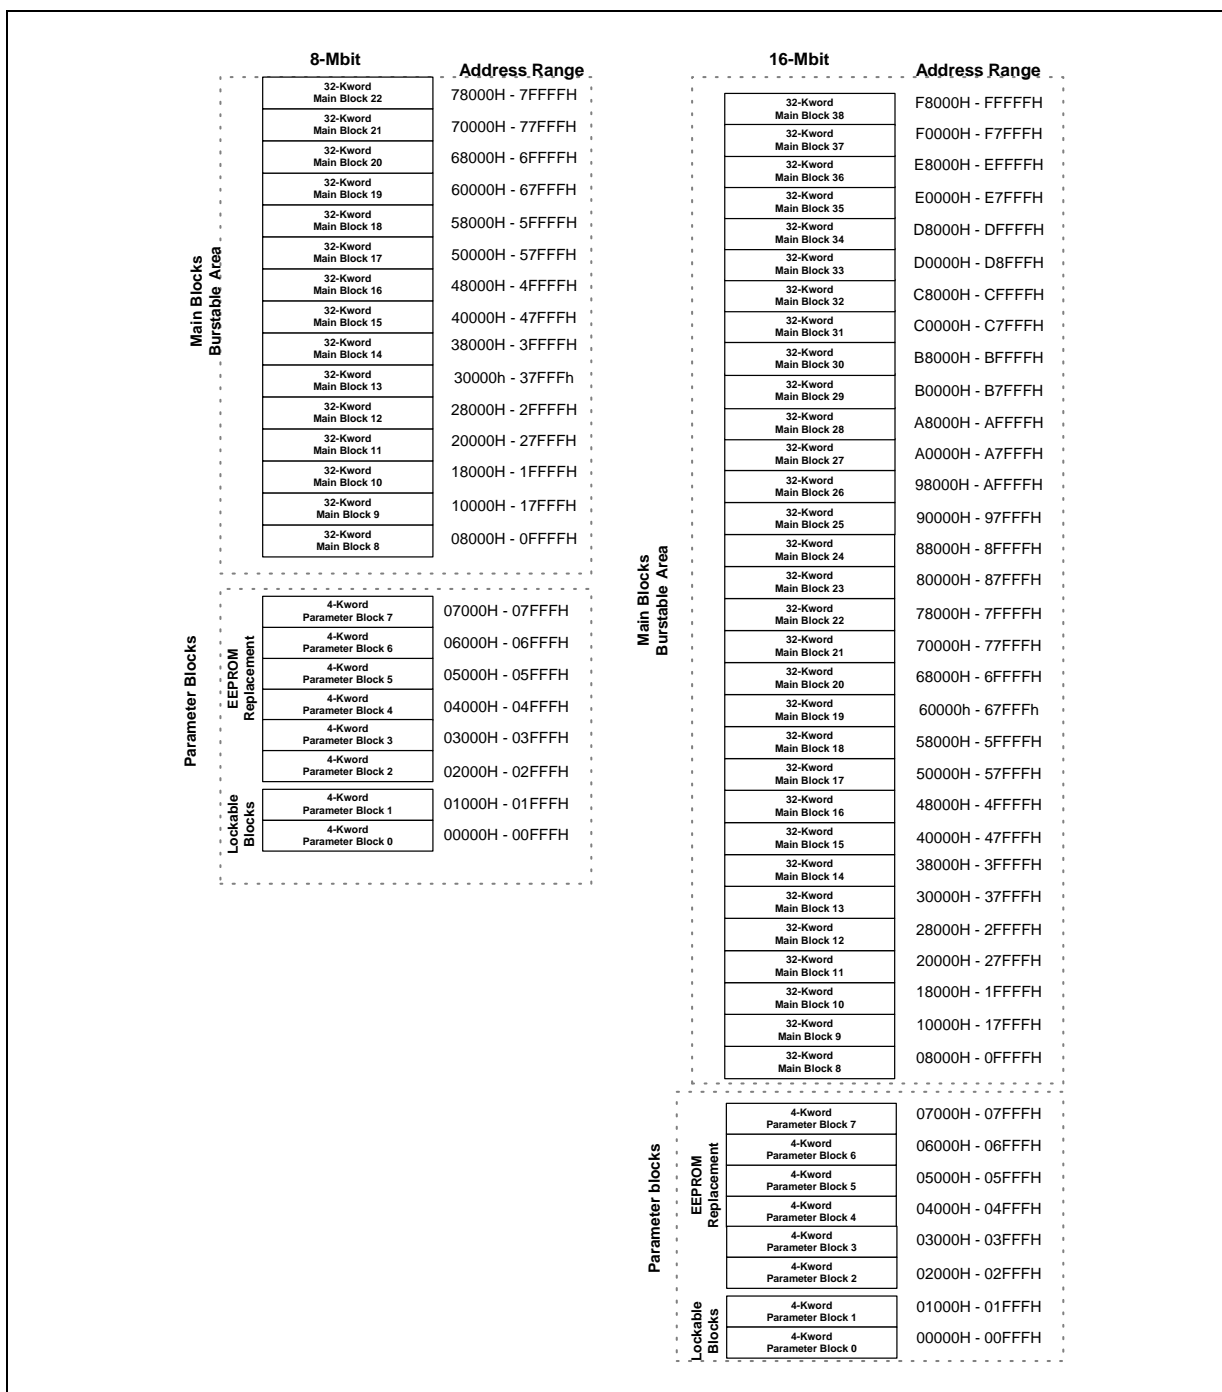 8-Mbit
Address Range
Main Blocks
Burstable Area
32-Kword
Main Block 22
78000H - 7FFFFH
32-Kword
Main Block 21
70000H - 77FFFH
32-Kword
Main Block 20
68000H - 6FFFFH
32-Kword
Main Block 19
60000H - 67FFFH
32-Kword
Main Block 18
58000H - 5FFFFH
32-Kword
Main Block 17
50000H - 57FFFH
32-Kword
Main Block 16
48000H - 4FFFFH
32-Kword
Main Block 15
40000H - 47FFFH
32-Kword
Main Block 14
38000H - 3FFFFH
32-Kword
Main Block 13
30000h - 37FFFh
32-Kword
Main Block 12
28000H - 2FFFFH
32-Kword
Main Block 11
20000H - 27FFFH
32-Kword
Main Block 10
18000H - 1FFFFH
32-Kword
Main Block 9
10000H - 17FFFH
32-Kword
Main Block 8
08000H - 0FFFFH
Parameter Blocks
EEPROM
Replacement
4-Kword
Parameter Block 7
07000H - 07FFFH
4-Kword
Parameter Block 6
06000H - 06FFFH
4-Kword
Parameter Block 5
05000H - 05FFFH
4-Kword
Parameter Block 4
04000H - 04FFFH
4-Kword
Parameter Block 3
03000H - 03FFFH
4-Kword
Parameter Block 2
02000H - 02FFFH
Lockable
Blocks
4-Kword
Parameter Block 1
01000H - 01FFFH
4-Kword
Parameter Block 0
00000H - 00FFFH
16-Mbit
Address Range
Main Blocks
Burstable Area
32-Kword
Main Block 38
F8000H - FFFFFH
32-Kword
Main Block 37
F0000H - F7FFFH
32-Kword
Main Block 36
E8000H - EFFFFH
32-Kword
Main Block 35
E0000H - E7FFFH
32-Kword
Main Block 34
D8000H - DFFFFH
32-Kword
Main Block 33
D0000H - D8FFFH
32-Kword
Main Block 32
C8000H - CFFFFH
32-Kword
Main Block 31
C0000H - C7FFFH
32-Kword
Main Block 30
B8000H - BFFFFH
32-Kword
Main Block 29
B0000H - B7FFFH
32-Kword
Main Block 28
A8000H - AFFFFH
32-Kword
Main Block 27
A0000H - A7FFFH
32-Kword
Main Block 26
98000H - AFFFFH
32-Kword
Main Block 25
90000H - 97FFFH
32-Kword
Main Block 24
88000H - 8FFFFH
32-Kword
Main Block 23
80000H - 87FFFH
32-Kword
Main Block 22
78000H - 7FFFFH
32-Kword
Main Block 21
70000H - 77FFFH
32-Kword
Main Block 20
68000H - 6FFFFH
32-Kword
Main Block 19
60000h - 67FFFh
32-Kword
Main Block 18
58000H - 5FFFFH
32-Kword
Main Block 17
50000H - 57FFFH
32-Kword
Main Block 16
48000H - 4FFFFH
32-Kword
Main Block 15
40000H - 47FFFH
32-Kword
Main Block 14
38000H - 3FFFFH
32-Kword
Main Block 13
30000H - 37FFFH
32-Kword
Main Block 12
28000H - 2FFFFH
32-Kword
Main Block 11
20000H - 27FFFH
32-Kword
Main Block 10
18000H - 1FFFFH
32-Kword
Main Block 9
10000H - 17FFFH
32-Kword
Main Block 8
08000H - 0FFFFH
Parameter blocks
EEPROM
Replacement
4-Kword
Parameter Block 7
07000H - 07FFFH
4-Kword
Parameter Block 6
06000H - 06FFFH
4-Kword
Parameter Block 5
05000H - 05FFFH
4-Kword
Parameter Block 4
04000H - 04FFFH
4-Kword
Parameter Block 3
03000H - 03FFFH
4-Kword
Parameter Block 2
02000H - 02FFFH
Lockable
Blocks
4-Kword
Parameter Block 1
01000H - 01FFFH
4-Kword
Parameter Block 0
00000H - 00FFFH